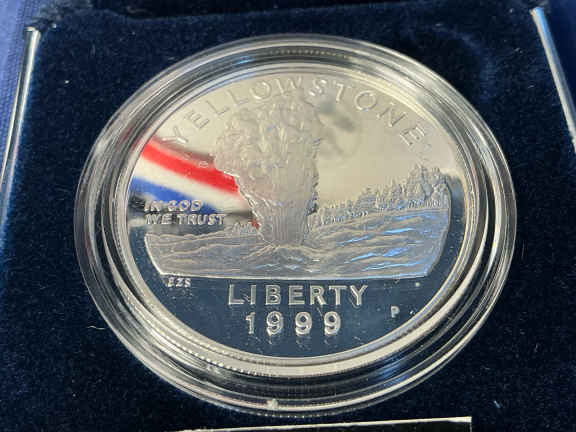 YELLOWSTONE
IN GOD
WE TRUST
EZS
LIBERTY
1999
P